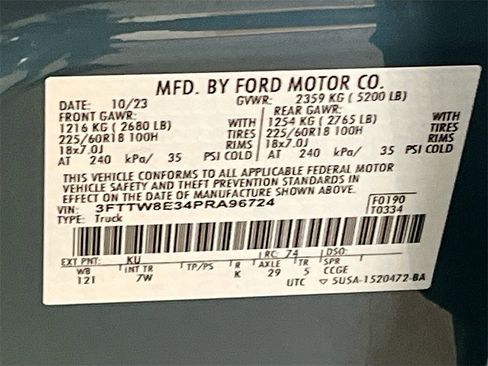 MFD. BY FORD MOTOR CO.
DATE: 10/23 GVWR: 2359 KG ( 5200 LB)
FRONT GAWR: REAR GAWR:
1216 KG ( 2680 LB) WITH 1254 KG ( 2765 LB) WITH
225/60R18 100H TIRES 225/60R18 100H TIRES
18x7.0J RIMS 18x7.0J RIMS
AT 240 kPa/ 35 PSI COLD AT 240 kPa/ 35 PSI COLD
THIS VEHICLE CONFORMS TO ALL APPLICABLE FEDERAL MOTOR
VEHICLE SAFETY AND THEFT PREVENTION STANDARDS IN
EFFECT ON THE DATE OF MANUFACTURE SHOWN ABOVE.
VIN: 3FTTW8E34PRA96724 F0190
TYPE: Truck T0334
EXT PNT: KU RC: 74 DSO:
WB INT TR TP/PS R AXLE TR SPR
121 7W K 29 5 CCGE
UTC ▽ 5U5A-1520472-BA